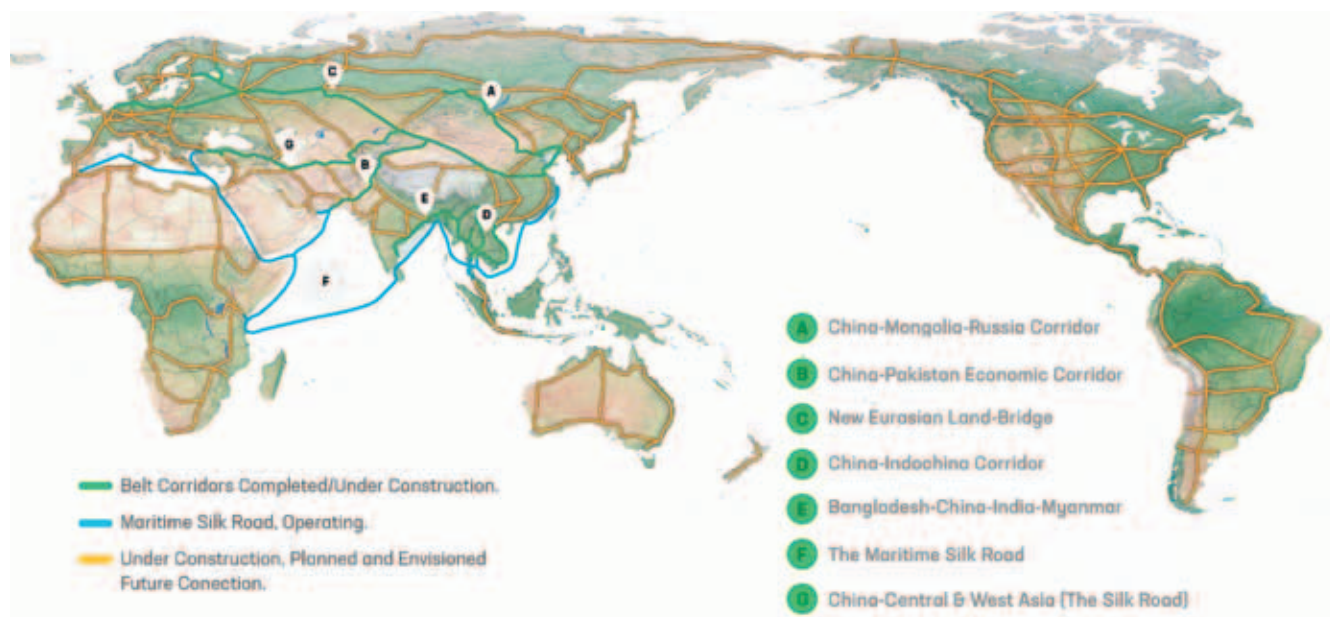 C
A
G
B
E
D
F
A China-Mongolia-Russia Corridor
B China-Pakistan Economic Corridor
C New Eurasian Land-Bridge
D China-Indochina Corridor
E Bangladesh-China-India-Myanmar
F The Maritime Silk Road
G China-Central & West Asia (The Silk Road)
Belt Corridors Completed/Under Construction.
Maritime Silk Road, Operating.
Under Construction, Planned and Envisioned
Future Conection.